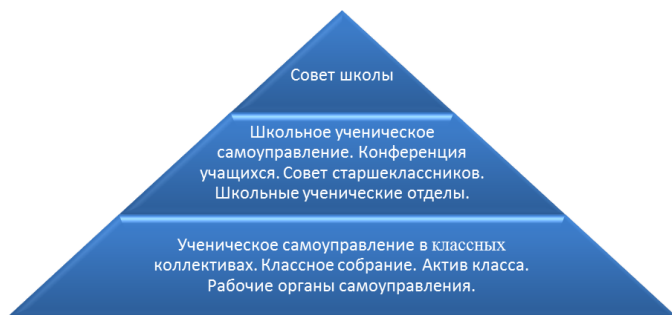 Совет школы
Школьное ученическое
самоуправление. Конференция
учащихся. Совет старшеклассников.
Школьные ученические отделы.
Ученическое самоуправление в классных
коллективах. Классное собрание. Актив класса.
Рабочие органы самоуправления.